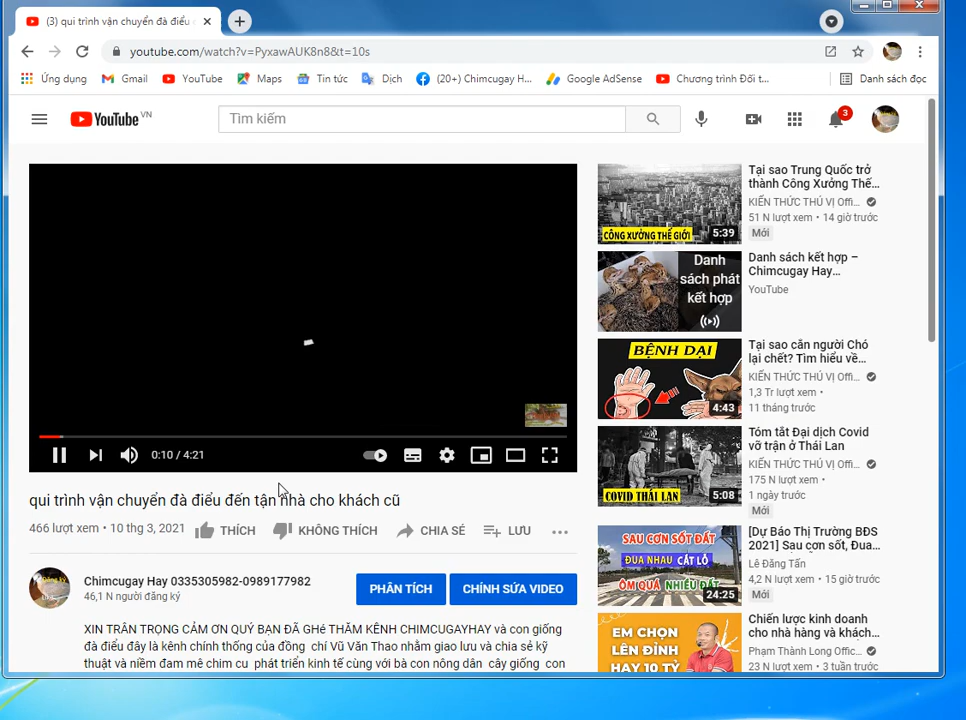 (3) qui trình vận chuyển đà điểu
youtube.com/watch?v=PyxawAUK8n8&t=10s
Ứng dụng
Gmail
YouTube
Maps
Tin tức
Dịch
(20+) Chimcugay H...
Google AdSense
Chương trình Đối t...
Danh sách đọc
YouTube VN
Tìm kiếm
3
0:10 / 4:21
qui trình vận chuyển đà điểu đến tận nhà cho khách cũ
466 lượt xem • 10 thg 3, 2021
THÍCH
KHÔNG THÍCH
CHIA SẺ
LƯU
Chimcugay Hay 0335305982-0989177982
46,1 N người đăng ký
PHÂN TÍCH
CHỈNH SỬA VIDEO
XIN TRÂN TRỌNG CẢM ƠN QUÝ BẠN ĐÃ GHé THĂM KÊNH CHIMCUGAYHAY và con giống
đà điểu đây là kênh chính thống của đồng chí Vũ Văn Thao nhằm giao lưu và chia sẻ kỹ
thuật và niềm đam mê chim cu phát triển kinh tế cùng với bà con nông dân cây giống con
CÔNG XƯỞNG THẾ GIỚI
5:39
Tại sao Trung Quốc trở
thành Công Xưởng Thế...
KIẾN THỨC THÚ VỊ Offi...
51 N lượt xem • 14 giờ trước
Mới
Danh
sách phát
kết hợp
Danh sách kết hợp –
Chimcugay Hay...
YouTube
BỆNH DẠI
4:43
Tại sao cắn người Chó
lại chết? Tìm hiểu về...
KIẾN THỨC THÚ VỊ Offi...
1,3 Tr lượt xem •
11 tháng trước
COVID THÁI LAN
5:08
Tóm tắt Đại dịch Covid
vỡ trận ở Thái Lan
KIẾN THỨC THÚ VỊ Offi...
175 N lượt xem •
1 ngày trước
Mới
SAU CƠN SỐT ĐẤT
ĐUA NHAU CẮT LỖ
ÔM QUẢ NHIỀU ĐẤT
24:25
[Dự Báo Thị Trường BĐS
2021] Sau cơn sốt, Đua...
Lê Đăng Tấn
4,2 N lượt xem • 15 giờ trước
Mới
EM CHỌN
LÊN ĐỈNH
HAY 10 TỶ
Chiến lược kinh doanh
cho nhà hàng và khách...
Phạm Thành Long Offic...
23 N lượt xem • 3 tuần trước